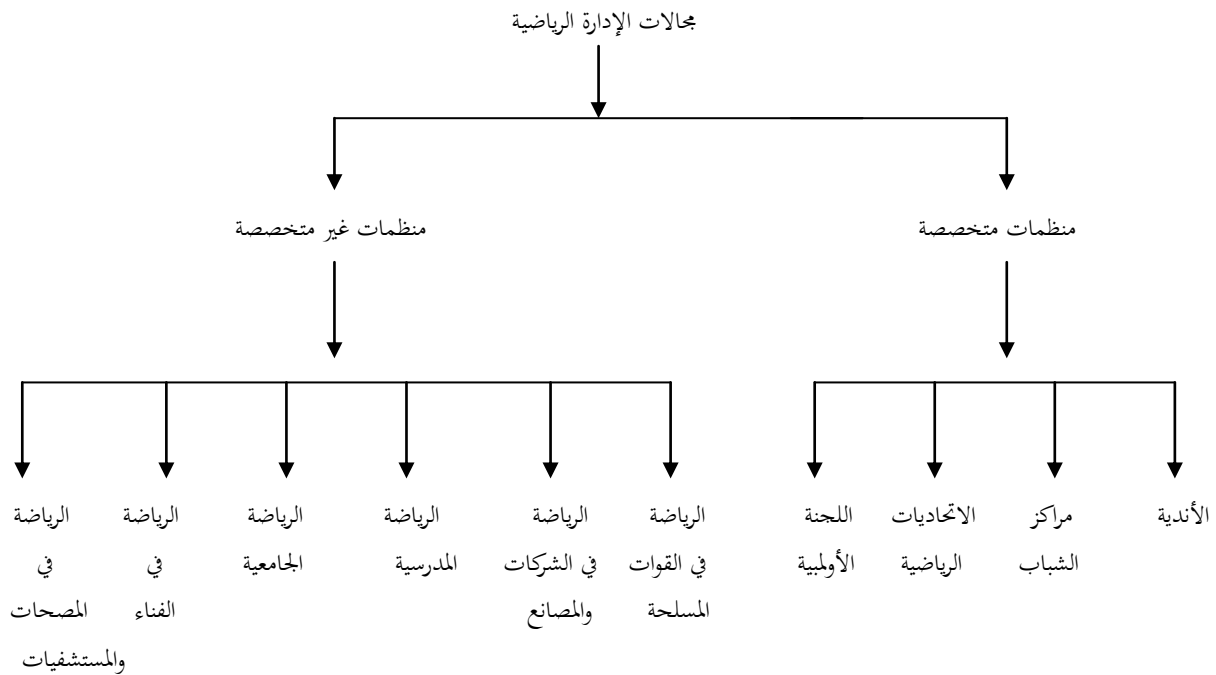 مجالات الإدارة الرياضية
منظمات متخصصة
منظمات غير متخصصة
الأندية
مراكز
الشباب
الاتحاديات
الرياضية
اللجنة
الأولمبية
الرياضة
في القوات
المسلحة
الرياضة
في الشركات
والمصانع
الرياضة
المدرسية
الرياضة
الجامعية
الرياضة
في
الفناء
الرياضة
في
المصحات
والمستشفيات